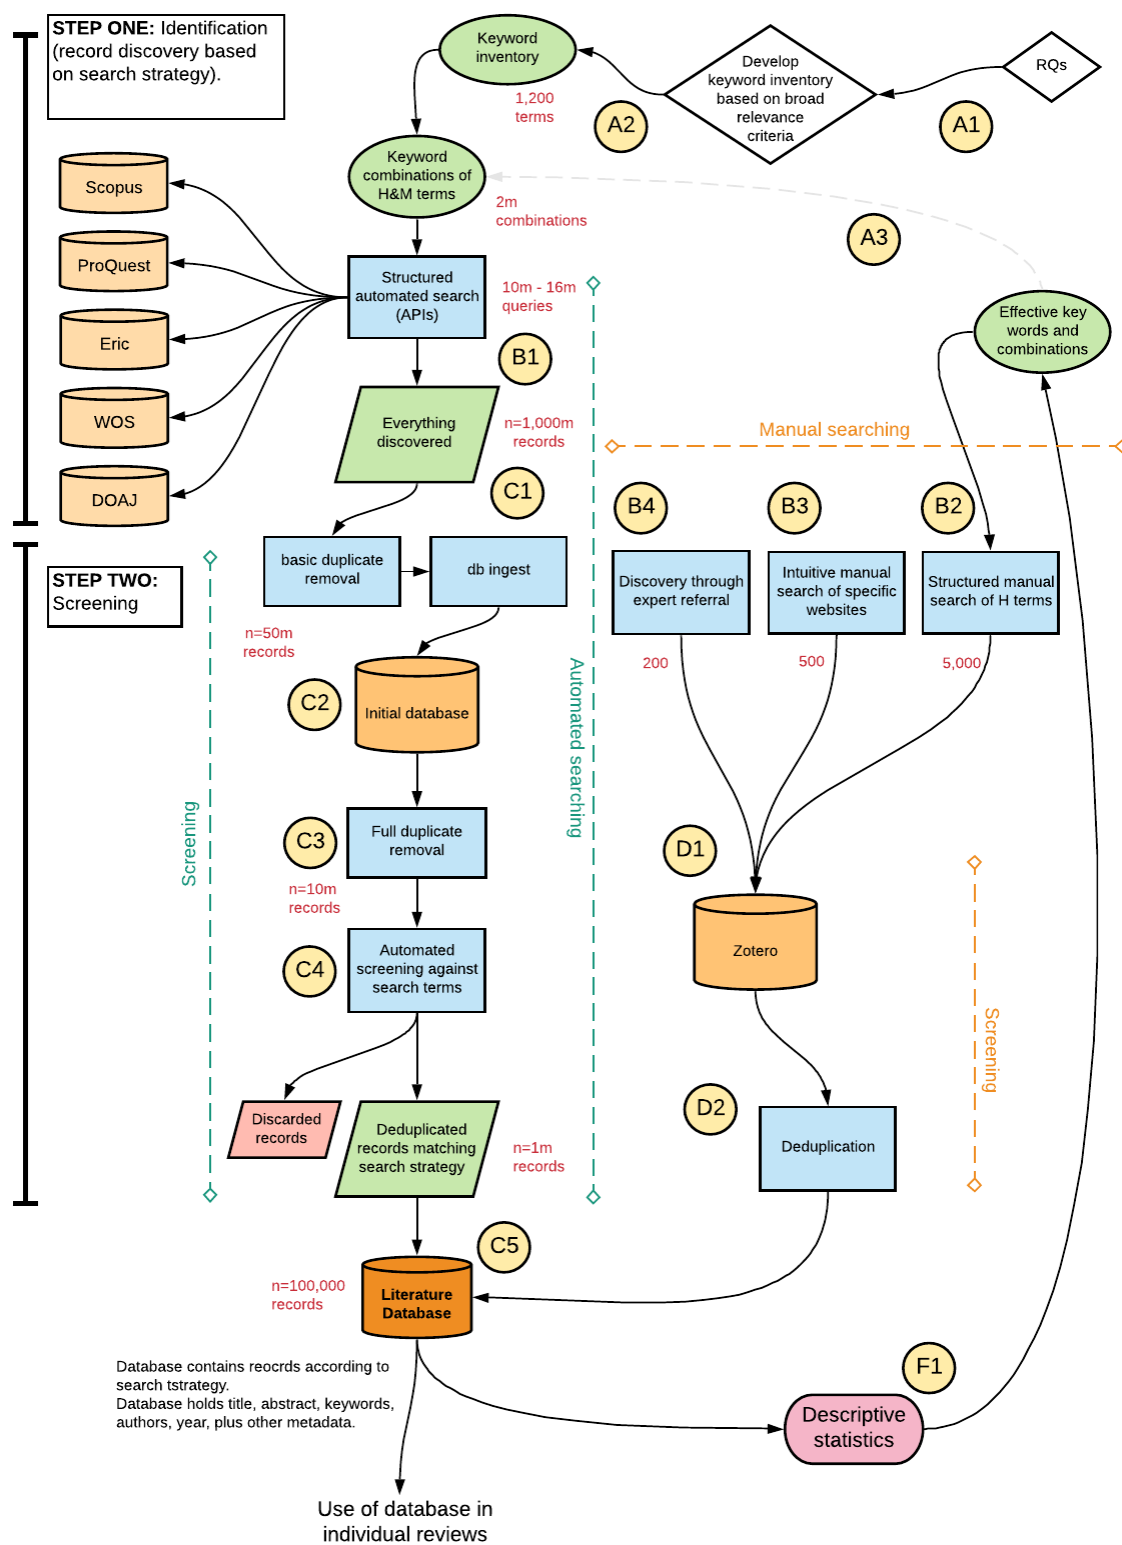 STEP ONE: Identification
(record discovery based
on search strategy).
Keyword
inventory
1,200
terms
A2
Develop
keyword inventory
based on broad
relevance
criteria
A1
RQs
Keyword
combinations of
H&M terms
2m
combinations
A3
Scopus
ProQuest
Eric
WOS
DOAJ
Structured
automated search
(APIs)
10m - 16m
queries
B1
Effective key
words and
combinations
Everything
discovered
n=1,000m
records
C1
Manual searching
B4
B3
B2
STEP TWO:
Screening
basic duplicate
removal
db ingest
Discovery through
expert referral
Intuitive manual
search of specific
websites
Structured manual
search of H terms
n=50m
records
200
500
5,000
C2
Initial database
Automated searching
Screening
C3
Full duplicate
removal
n=10m
records
D1
Zotero
C4
Automated
screening against
search terms
Screening
D2
Deduplication
Discarded
records
Deduplicated
records matching
search strategy
n=1m
records
C5
n=100,000
records
Literature
Database
Database contains reocrds according to
search tstrategy.
Database holds title, abstract, keywords,
authors, year, plus other metadata.
F1
Descriptive
statistics
Use of database in
individual reviews